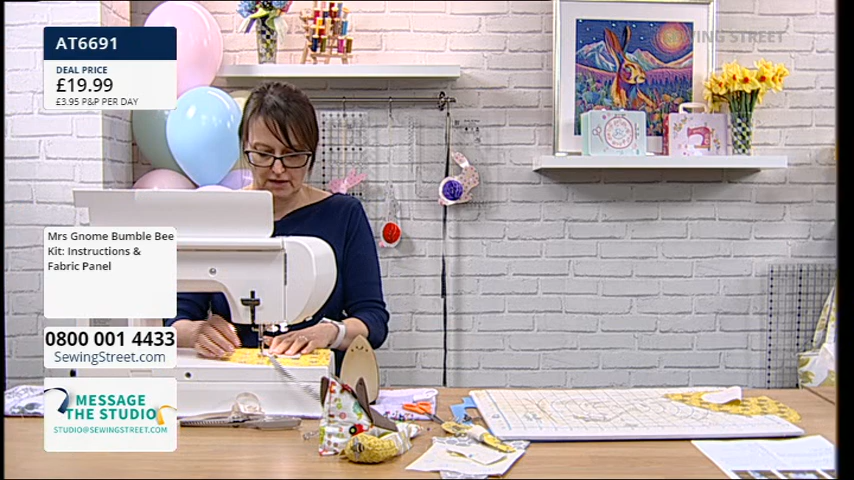 AT6691
DEAL PRICE
£19.99
£3.95 P&P PER DAY
SEWING STREET
Mrs Gnome Bumble Bee
Kit: Instructions &
Fabric Panel
0800 001 4433
SewingStreet.com
MESSAGE
THE STUDIO
STUDIO@SEWINGSTREET.COM